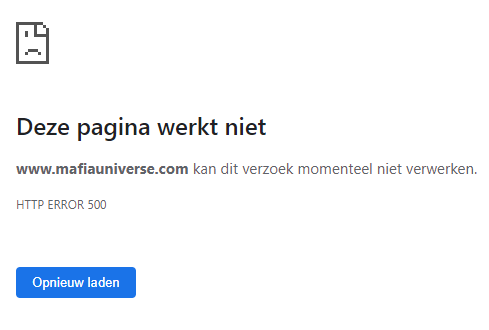 Deze pagina werkt niet
www.mafiauniverse.com kan dit verzoek momenteel niet verwerken.
HTTP ERROR 500
Opnieuw laden